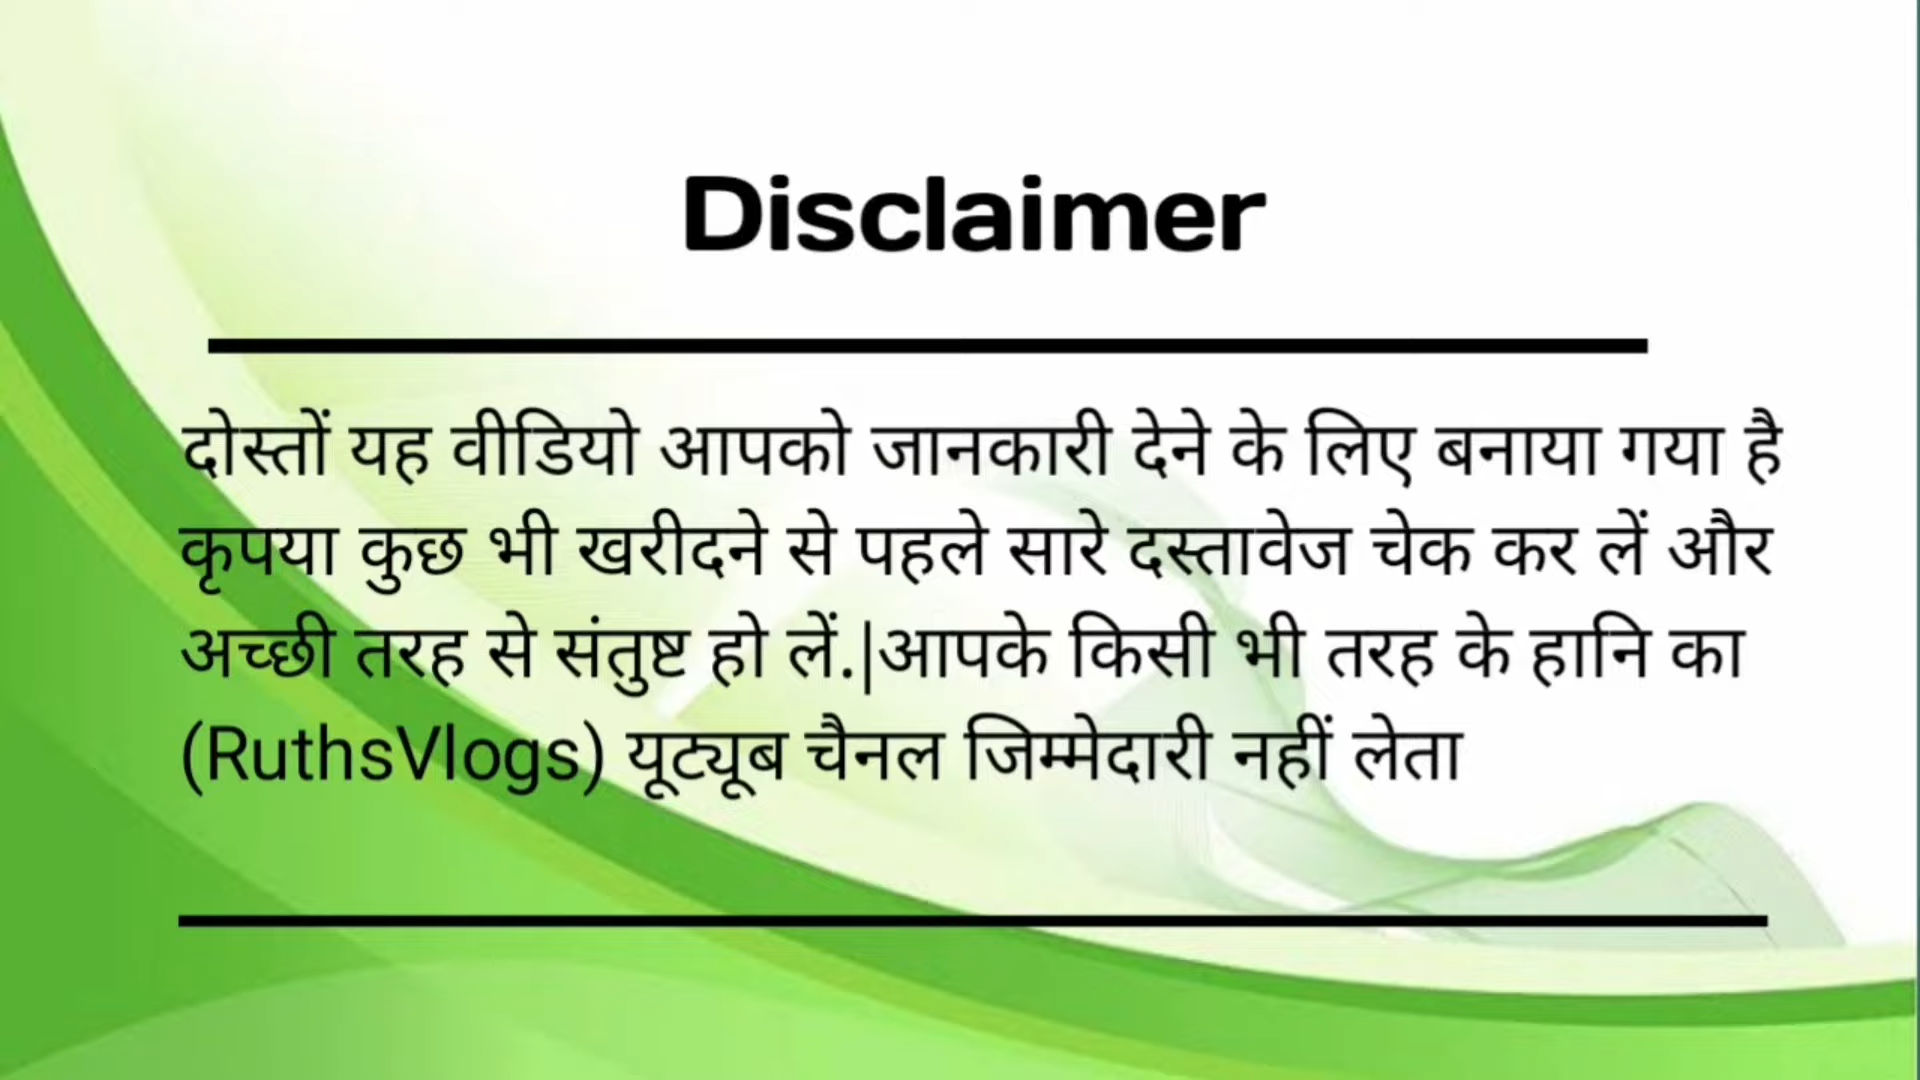 Disclaimer
दोस्तों यह वीडियो आपको जानकारी देने के लिए बनाया गया है
कृपया कुछ भी खरीदने से पहले सारे दस्तावेज चेक कर लें और
अच्छी तरह से संतुष्ट हो लें.|आपके किसी भी तरह के हानि का
(RuthsVlogs) यूट्यूब चैनल जिम्मेदारी नहीं लेता